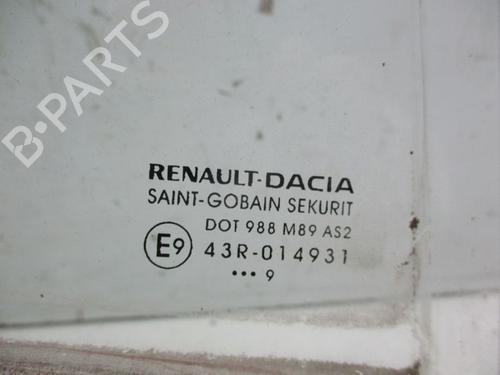 B-PARTS
RENAULT-DACIA
SAINT-GOBAIN SEKURIT
DOT 988 M89 AS2
E9 43R-014931
••• 9